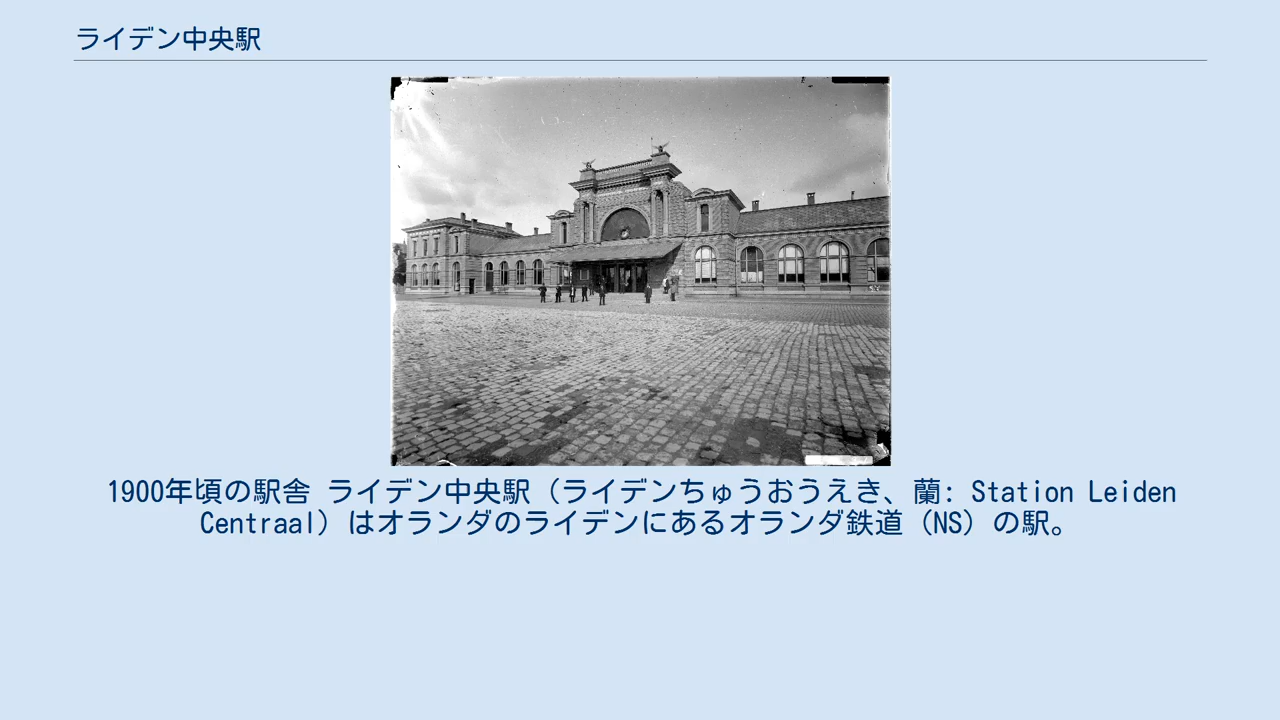 ライデン中央駅
1900年頃の駅舎 ライデン中央駅（ライデンちゅうおうえき、蘭: Station Leiden
Centraal）はオランダのライデンにあるオランダ鉄道（NS）の駅。